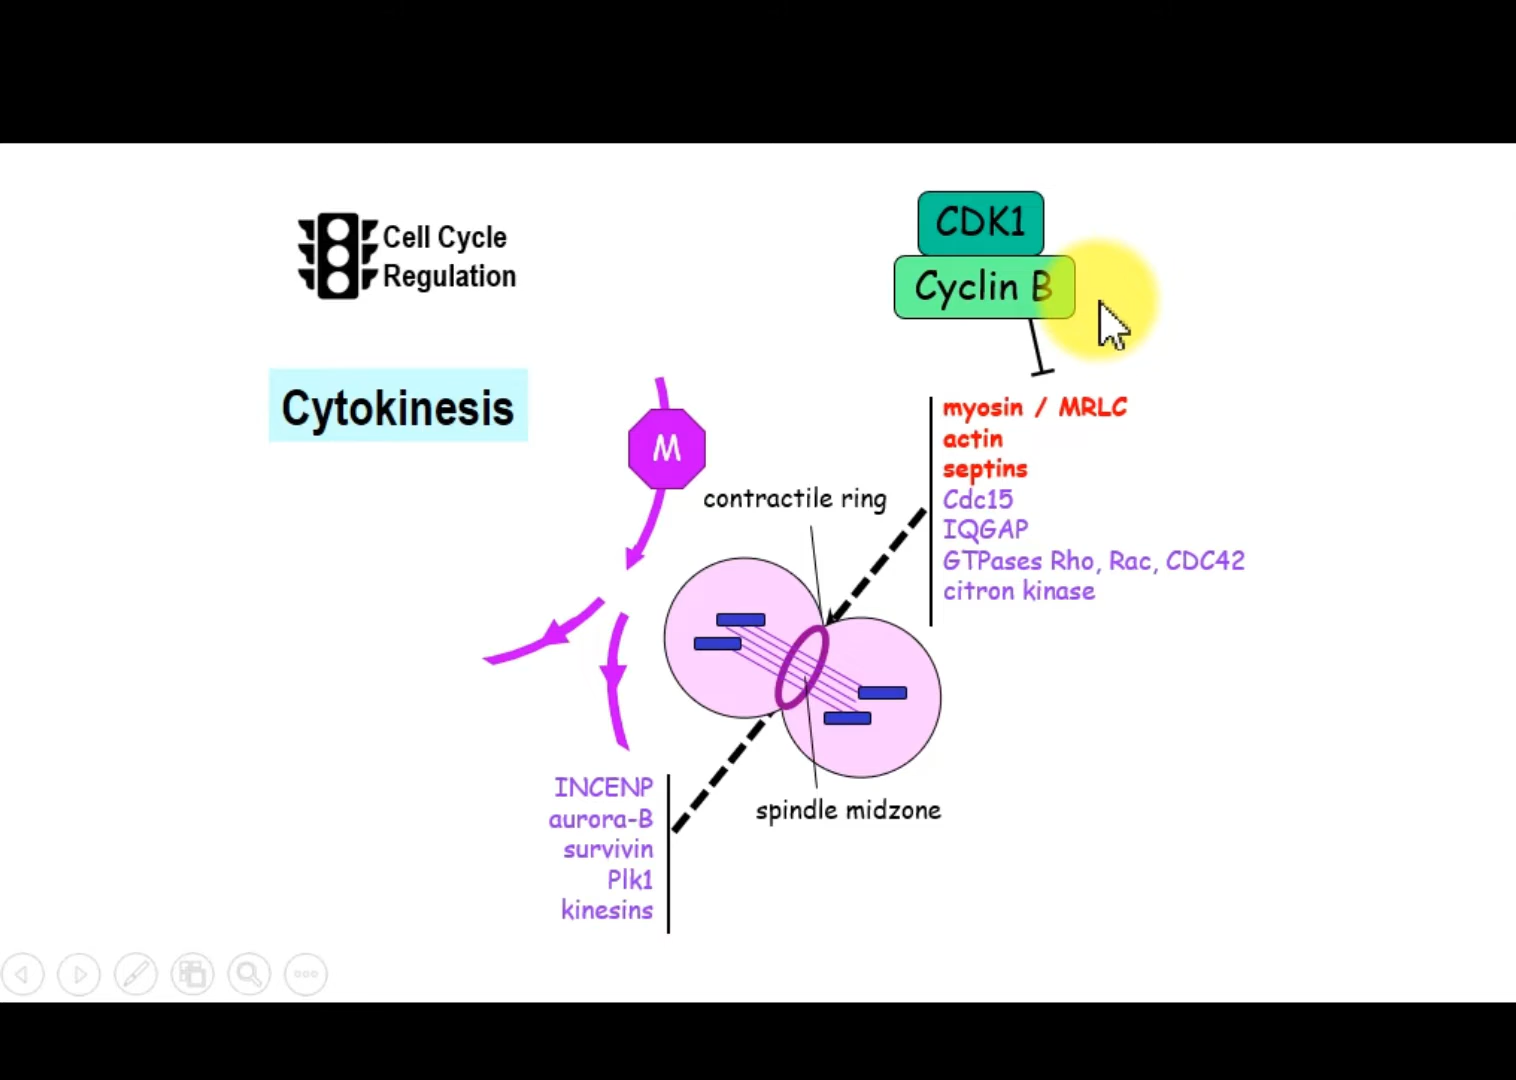 Cell Cycle
Regulation
CDK1
Cyclin B
Cytokinesis
M
myosin / MRLC
actin
septins
Cdc15
IQGAP
GTPases Rho, Rac, CDC42
citron kinase
contractile ring
spindle midzone
INCENP
aurora-B
survivin
Plk1
kinesins